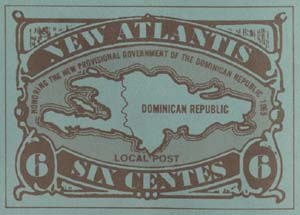 NEW ATLANTIS
HONORING THE NEW PROVISIONAL GOVERNMENT OF THE DOMINICAN REPUBLIC 1965
DOMINICAN REPUBLIC
LOCAL POST
6 SIX CENTES 6